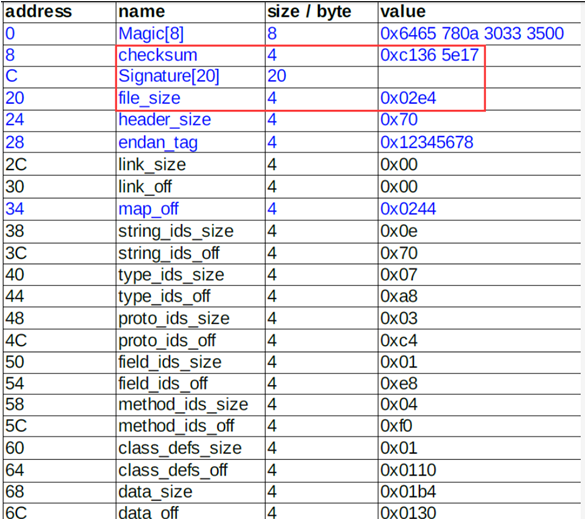 address name size / byte value
0 Magic[8] 8 0x6465 780a 3033 3500
8 checksum 4 0xc136 5e17
C Signature[20] 20
20 file_size 4 0x02e4
24 header_size 4 0x70
28 endan_tag 4 0x12345678
2C link_size 4 0x00
30 link_off 4 0x00
34 map_off 4 0x0244
38 string_ids_size 4 0x0e
3C string_ids_off 4 0x70
40 type_ids_size 4 0x07
44 type_ids_off 4 0xa8
48 proto_ids_size 4 0x03
4C proto_ids_off 4 0xc4
50 field_ids_size 4 0x01
54 field_ids_off 4 0xe8
58 method_ids_size 4 0x04
5C method_ids_off 4 0xf0
60 class_defs_size 4 0x01
64 class_defs_off 4 0x0110
68 data_size 4 0x01b4
6C data_off 4 0x0130